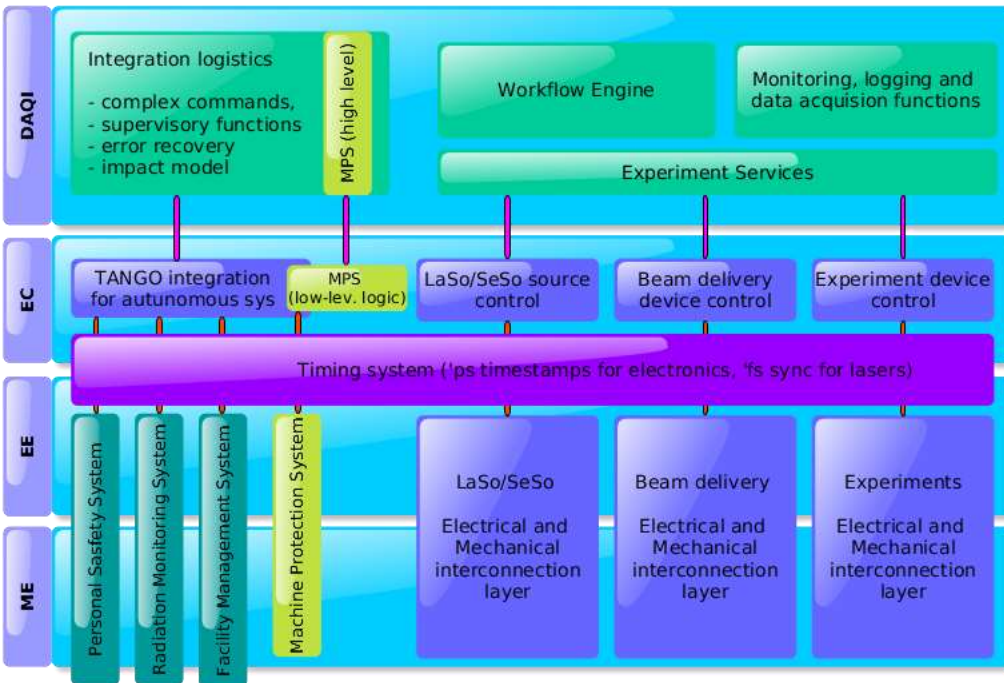 DAQI
Integration logistics
- complex commands,
- supervisory functions
- error recovery
- impact model
MPS (high level)
Workflow Engine
Monitoring, logging and
data acquision functions
Experiment Services
EC
TANGO integration
for autunomous sys
MPS
(low-lev. logic)
LaSo/SeSo source
control
Beam delivery
device control
Experiment device
control
Timing system ('ps timestamps for electronics, 'fs sync for lasers)
EE
ME
Personal Sasfety System
Radiation Monitoring System
Facility Management System
Machine Protection System
LaSo/SeSo
Electrical and
Mechanical
interconnection
layer
Beam delivery
Electrical and
Mechanical
interconnection
layer
Experiments
Electrical and
Mechanical
interconnection
layer